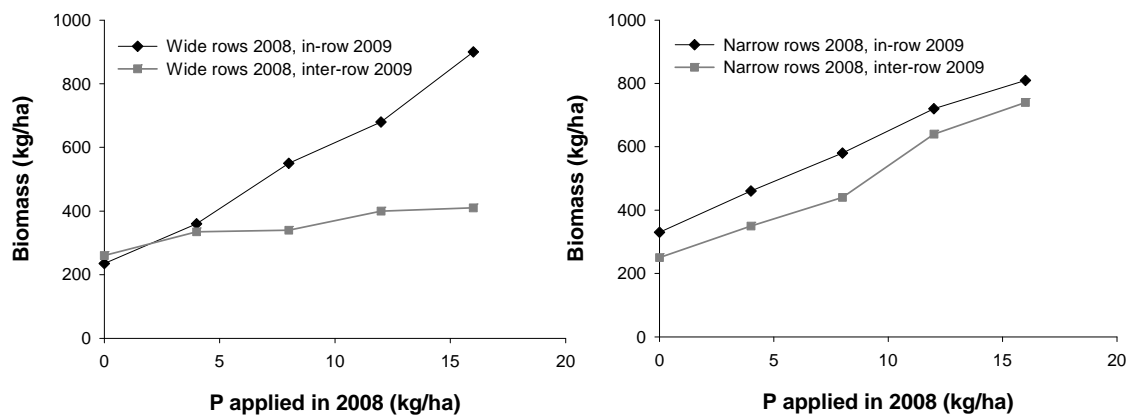 1000
800
600
400
200
0
Biomass (kg/ha)
Wide rows 2008, in-row 2009
Wide rows 2008, inter-row 2009
0 5 10 15 20
P applied in 2008 (kg/ha)
1000
800
600
400
200
0
Biomass (kg/ha)
Narrow rows 2008, in-row 2009
Narrow rows 2008, inter-row 2009
0 5 10 15 20
P applied in 2008 (kg/ha)